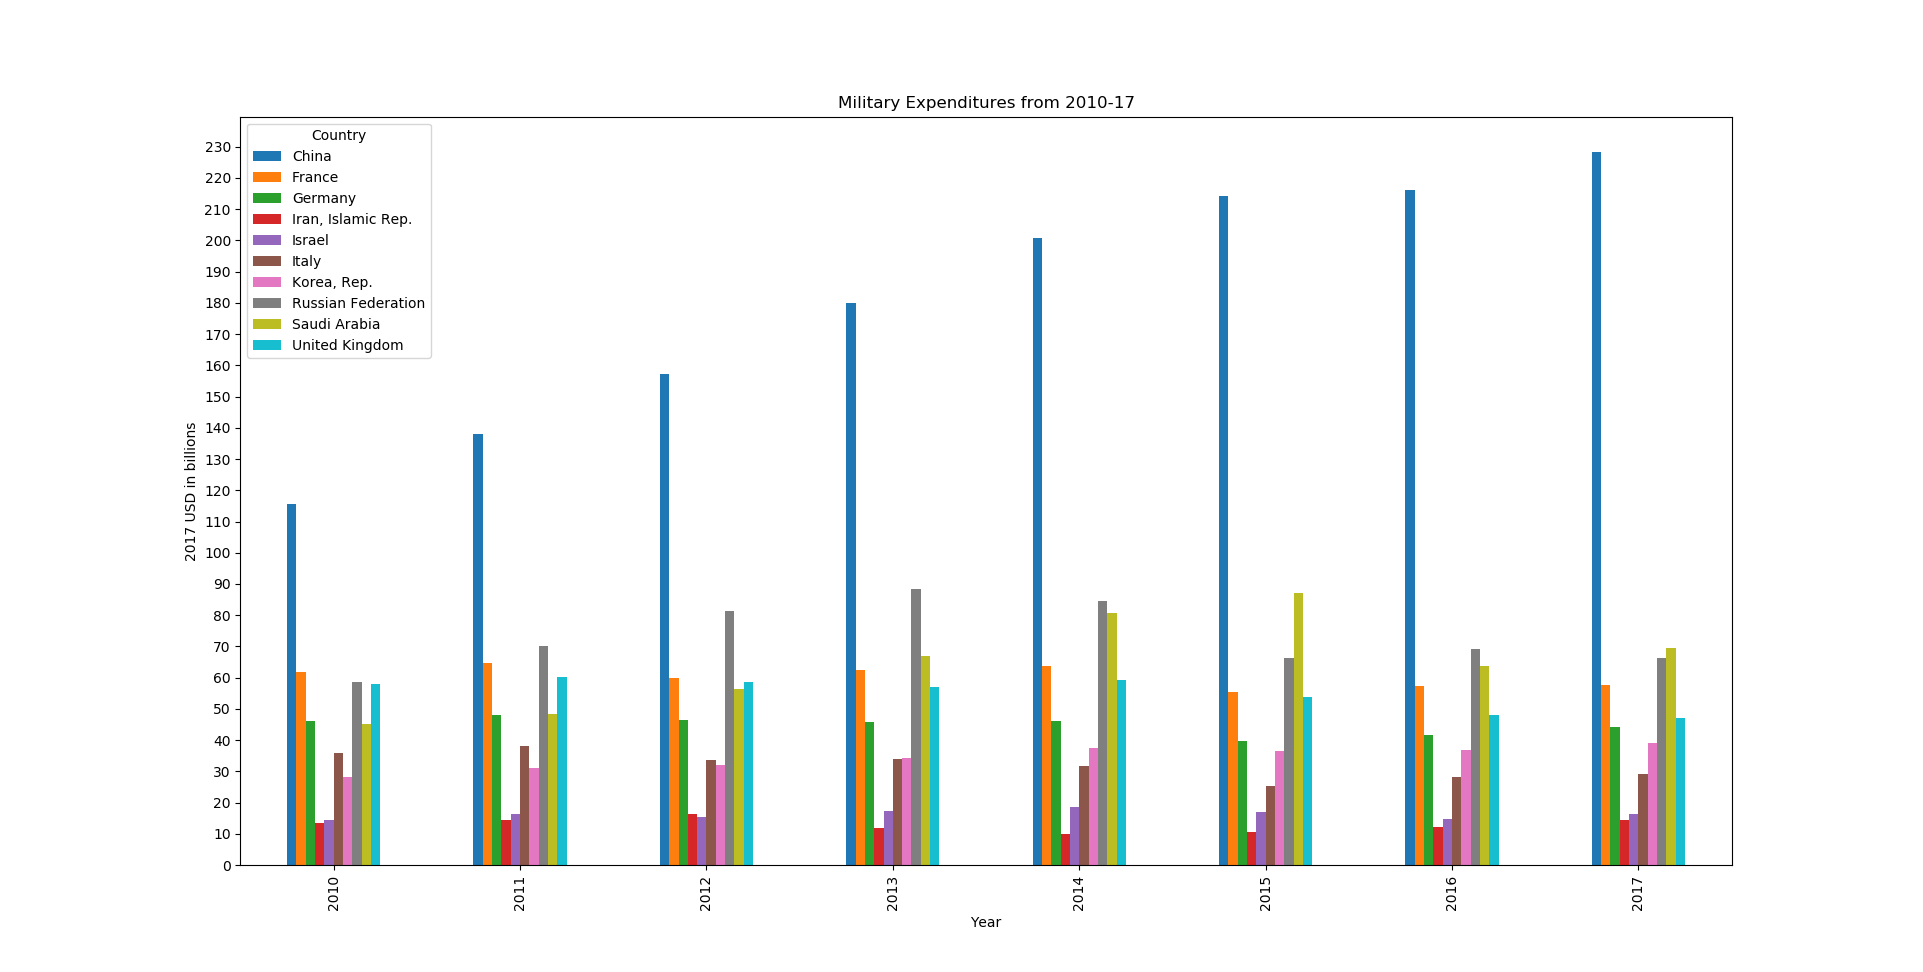 Military Expenditures from 2010-17
Country
China
France
Germany
Iran, Islamic Rep.
Israel
Italy
Korea, Rep.
Russian Federation
Saudi Arabia
United Kingdom
2017 USD in billions
230
220
210
200
190
180
170
160
150
140
130
120
110
100
90
80
70
60
50
40
30
20
10
0
2010
2011
2012
2013
2014
2015
2016
2017
Year